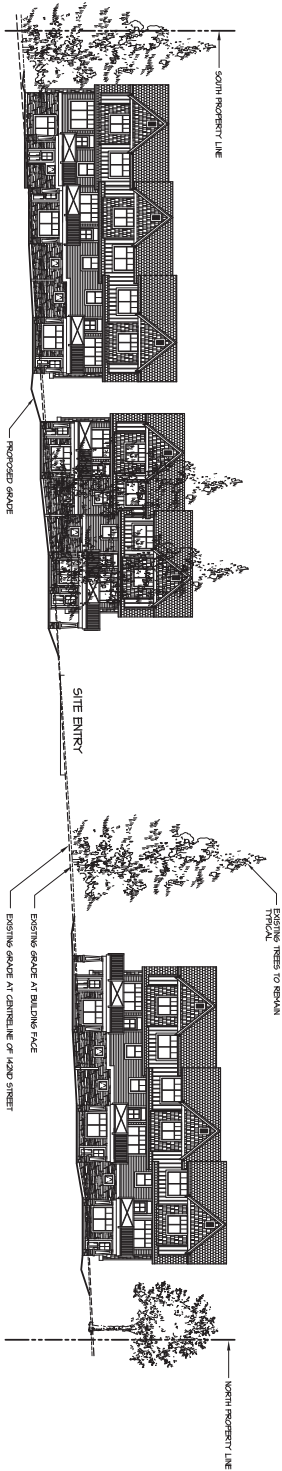 SOUTH PROPERTY LINE
PROPOSED GRADE
SITE ENTRY
EXISTING TREES TO REMAIN
TYPICAL
EXISTING GRADE AT BUILDING FACE
EXISTING GRADE AT CENTRELINE OF 142ND STREET
NORTH PROPERTY LINE